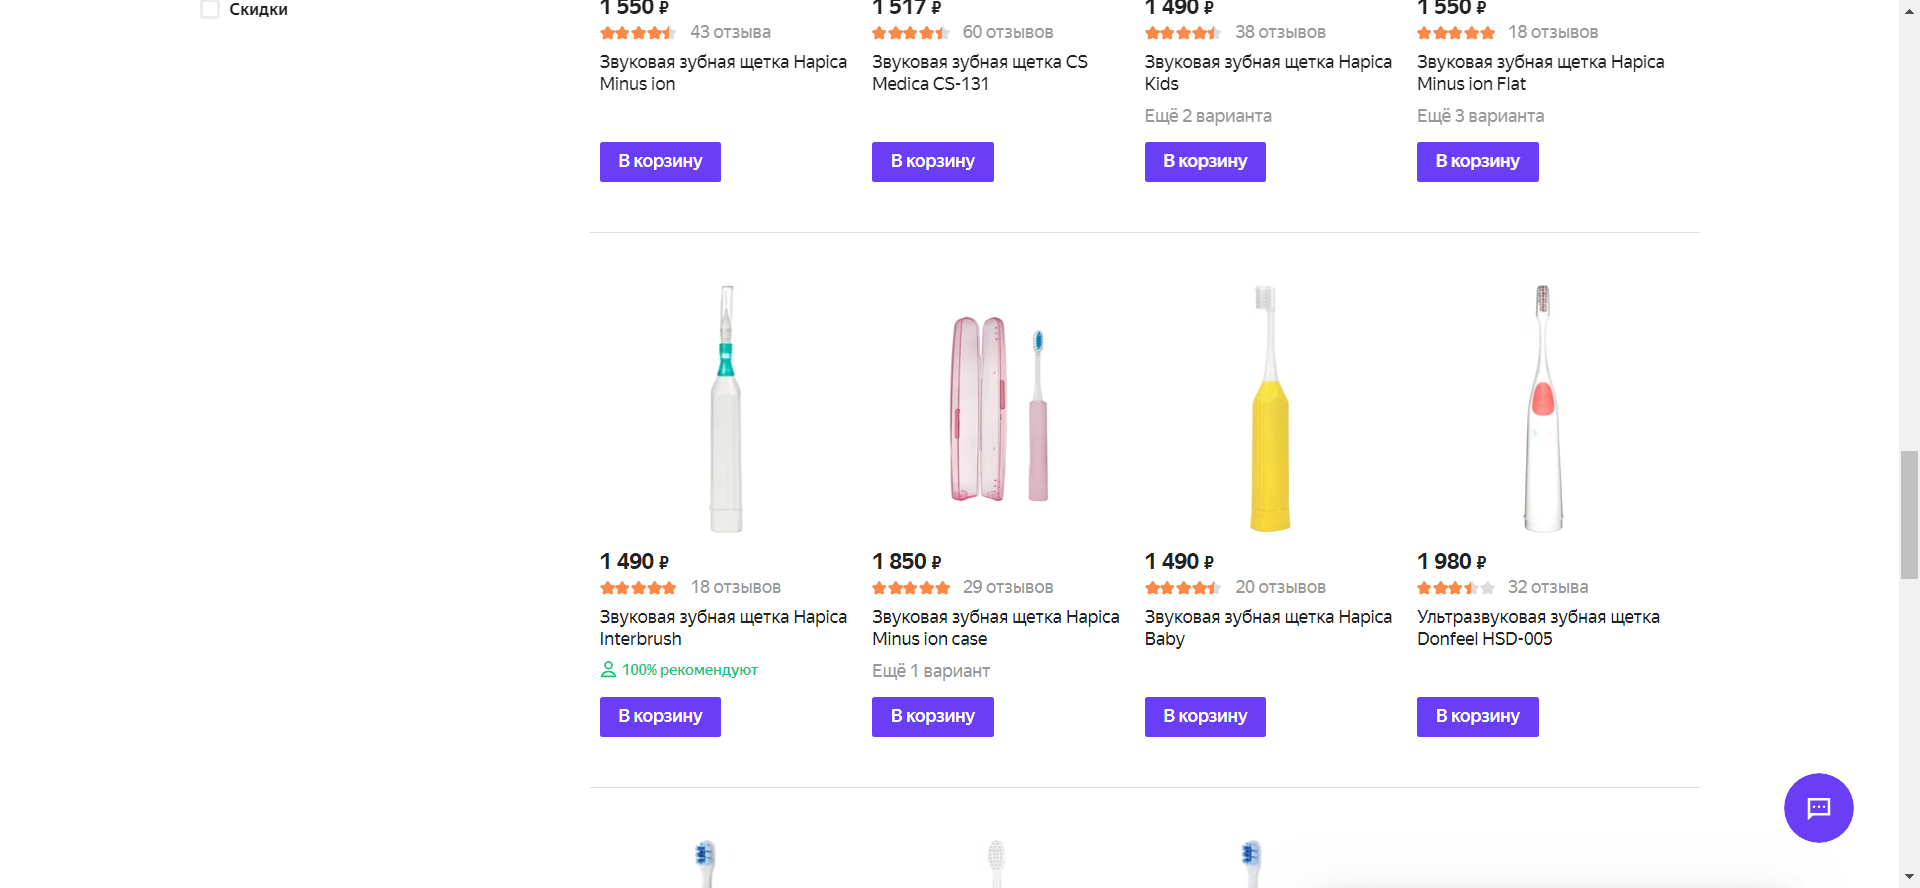 Скидки
1 550 ₽
43 отзыва
Звуковая зубная щетка Hapica
Minus ion
В корзину
1 517 ₽
60 отзывов
Звуковая зубная щетка CS
Medica CS-131
В корзину
1 490 ₽
38 отзывов
Звуковая зубная щетка Hapica
Kids
Ещё 2 варианта
В корзину
1 550 ₽
18 отзывов
Звуковая зубная щетка Hapica
Minus ion Flat
Ещё 3 варианта
В корзину
1 490 ₽
18 отзывов
Звуковая зубная щетка Hapica
Interbrush
100% рекомендуют
В корзину
1 850 ₽
29 отзывов
Звуковая зубная щетка Hapica
Minus ion case
Ещё 1 вариант
В корзину
1 490 ₽
20 отзывов
Звуковая зубная щетка Hapica
Baby
В корзину
1 980 ₽
32 отзыва
Ультразвуковая зубная щетка
Donfeel HSD-005
В корзину